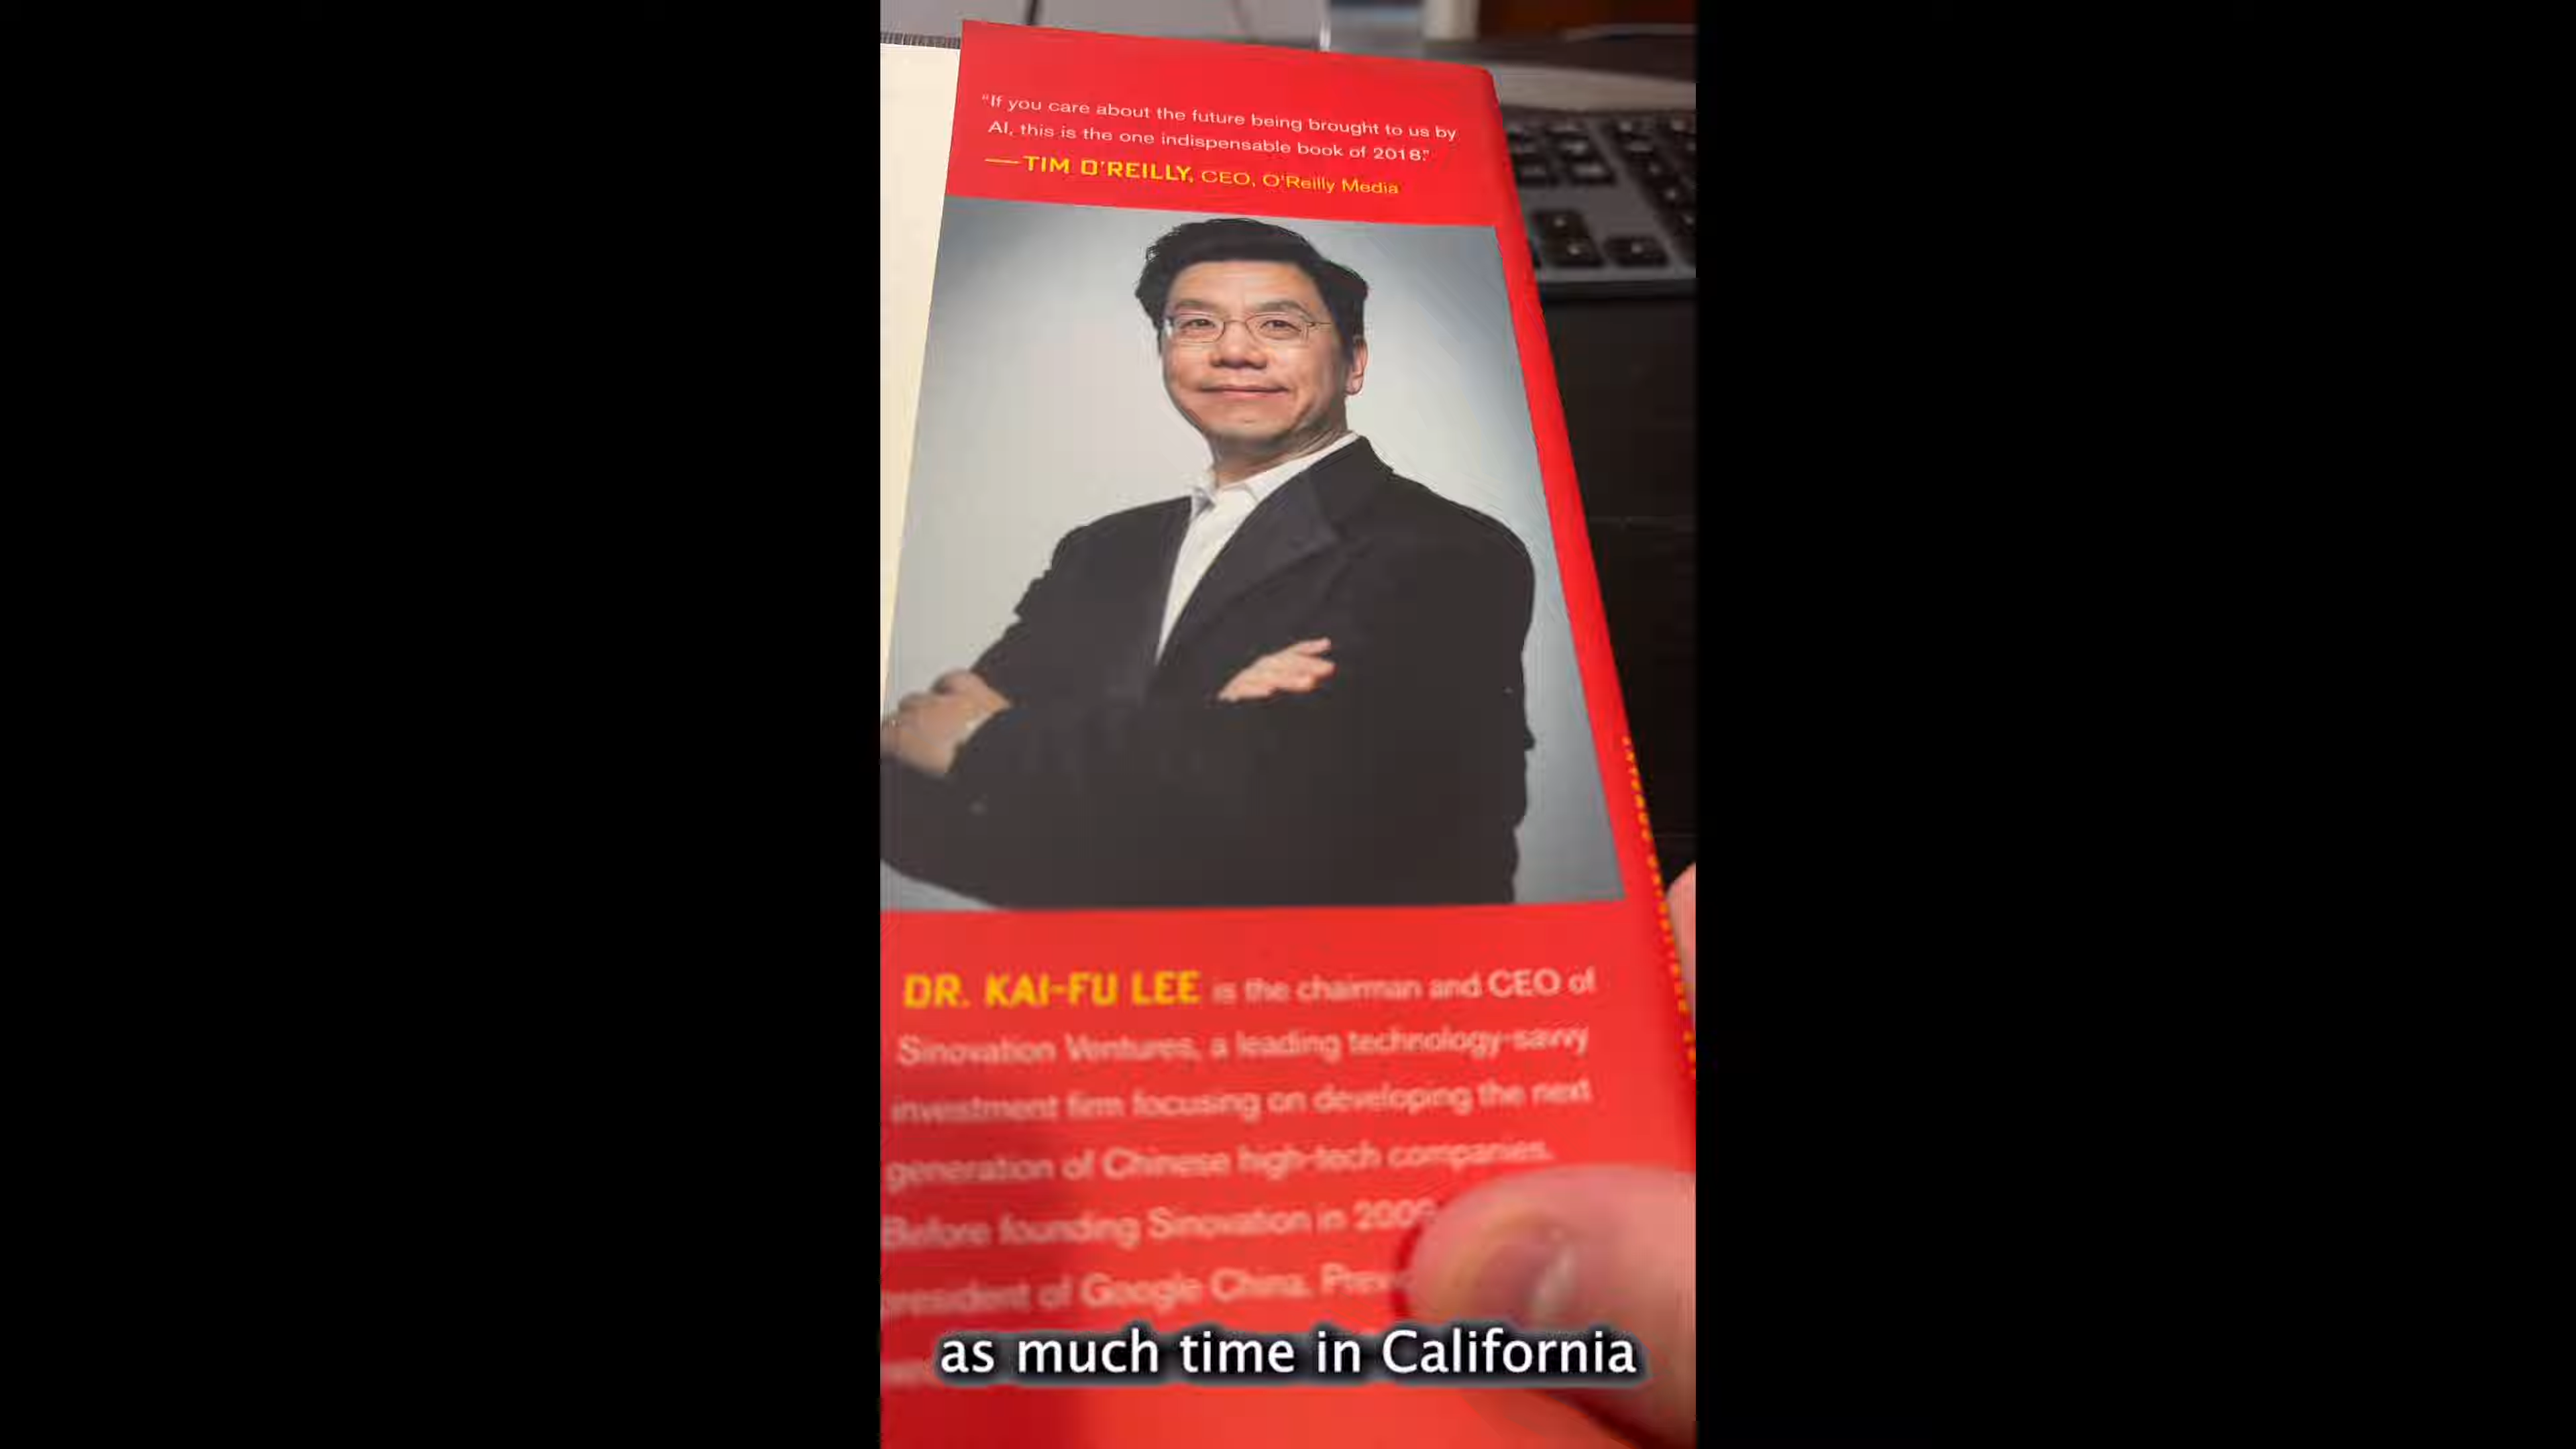 “If you care about the future being brought to us by
AI, this is the one indispensable book of 2018.”
—TIM O’REILLY, CEO, O’Reilly Media
DR. KAI-FU LEE is the chairman and CEO of
Sinovation Ventures, a leading technology-savvy
investment firm focusing on developing the next
generation of Chinese high-tech companies.
Before founding Sinovation in 2009
president of Google China.
as much time in California